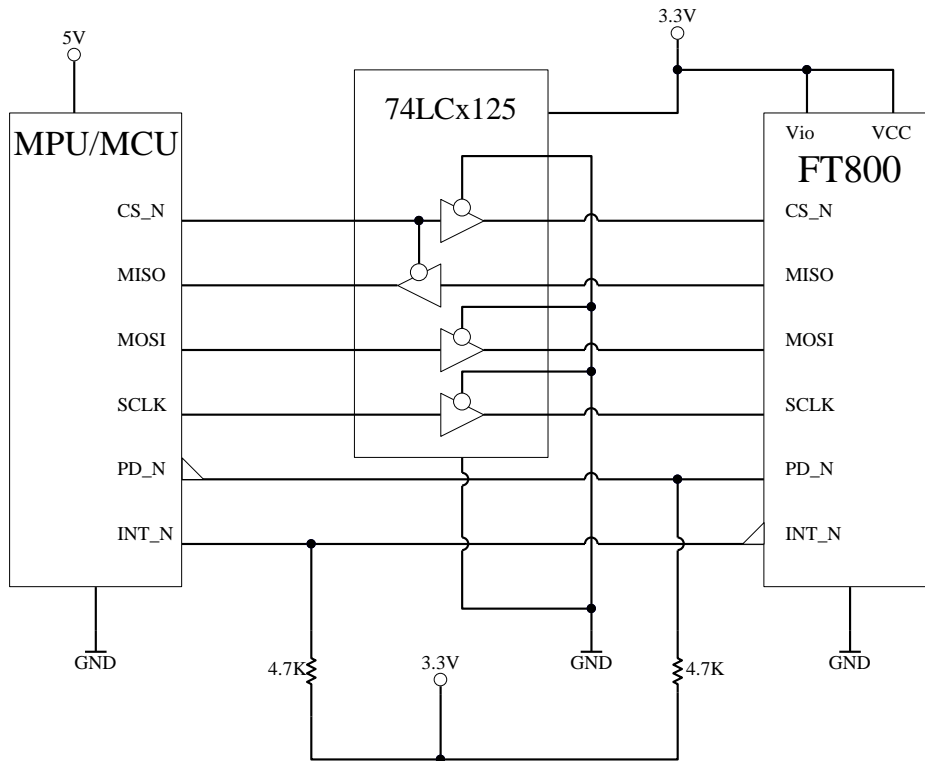 3.3V
5V
74LCx125
MPU/MCU
Vio VCC
FT800
CS_N CS_N
MISO MISO
MOSI MOSI
SCLK SCLK
PD_N PD_N
INT_N INT_N
GND GND GND
4.7K 3.3V 4.7K